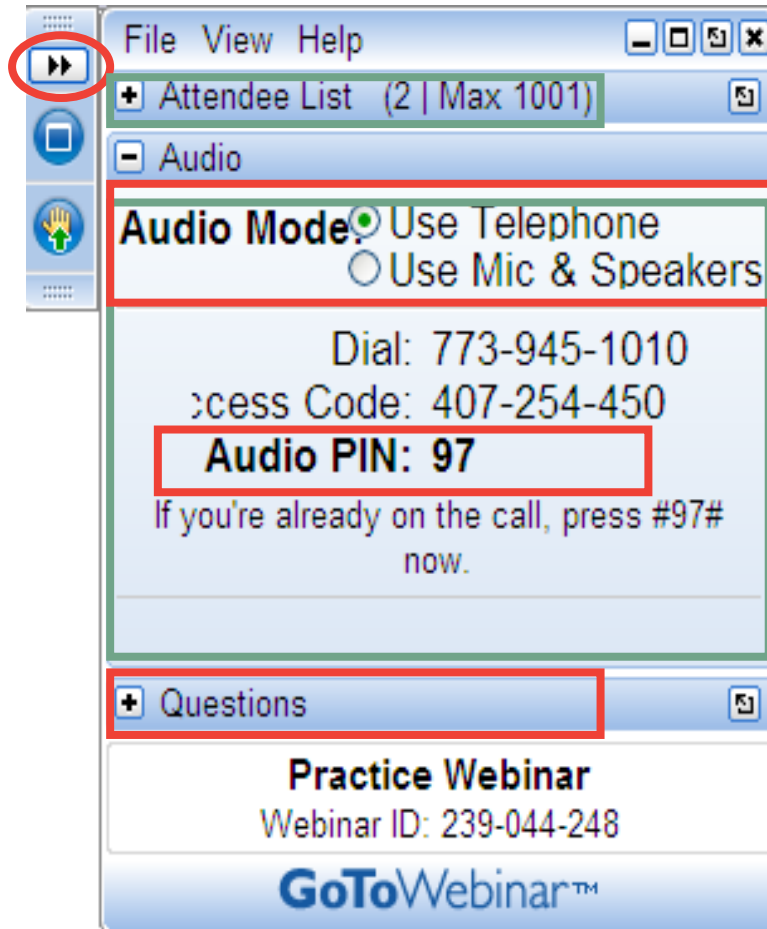 File View Help
Attendee List (2 | Max 1001)
Audio
Audio Mode: Use Telephone
Use Mic & Speakers
Dial: 773-945-1010
ccess Code: 407-254-450
Audio PIN: 97
If you're already on the call, press #97#
now.
Questions
Practice Webinar
Webinar ID: 239-044-248
GoToWebinar™